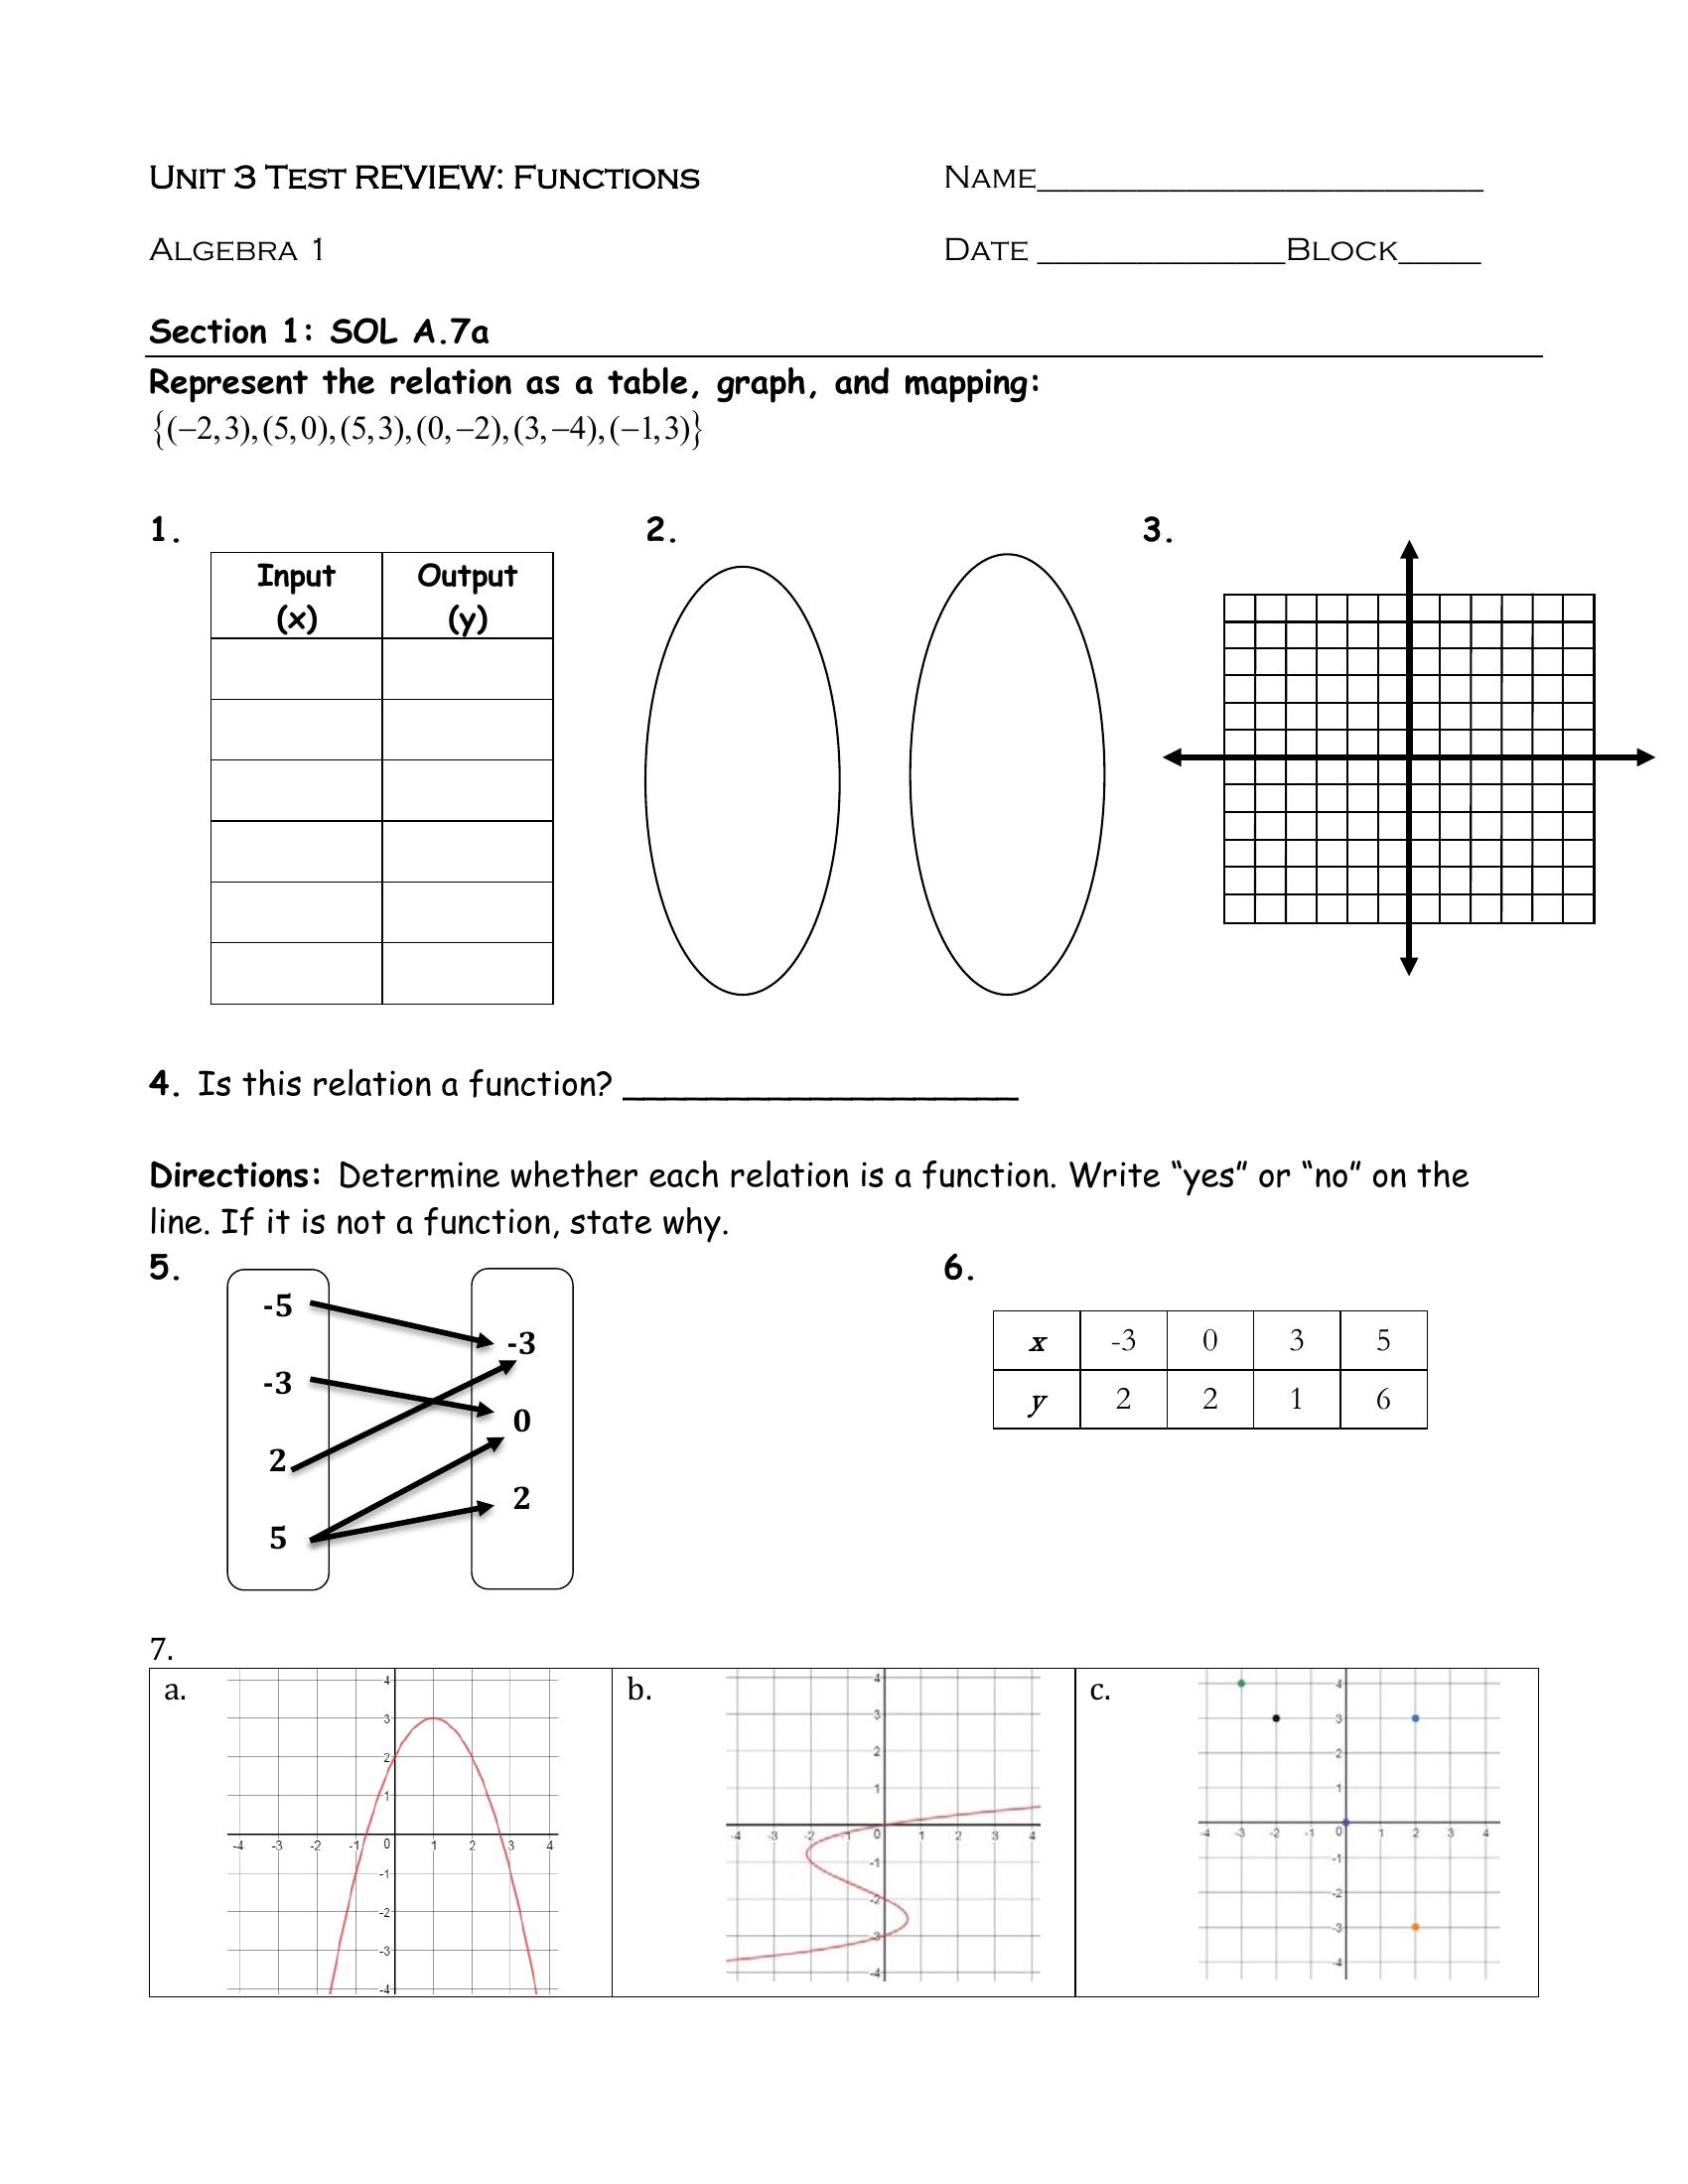 UNIT 3 TEST REVIEW: FUNCTIONS NAME___________________________
ALGEBRA 1 DATE _______________BLOCK_____
Section 1: SOL A.7a
Represent the relation as a table, graph, and mapping:
{(−2,3),(5,0),(5,3),(0,−2),(3,−4),(−1,3)}
1. 2. 3.
Input Output
(x) (y)
4. Is this relation a function? ____________________
Directions: Determine whether each relation is a function. Write “yes” or “no” on the
line. If it is not a function, state why.
5. 6.
-5
-3
2
5
-3
0
2
x -3 0 3 5
y 2 2 1 6
7.
a.
4
3
2
1
-4 -3 -2 -1 0 1 2 3 4
-1
-2
-3
-4
b.
4
3
2
1
-4 -3 -2 -1 0 1 2 3 4
-1
-2
-3
-4
c.
4
3
2
1
-4 -3 -2 -1 0 1 2 3 4
-1
-2
-3
-4